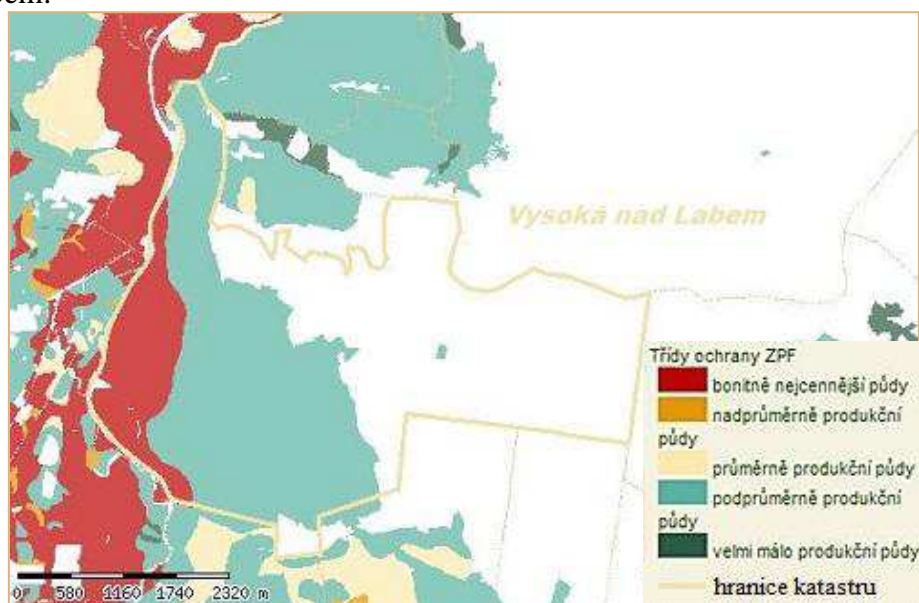 Vysoká nad Labem
Třídy ochrany ZPF
bonitně nejcennější půdy
nadprůměrně produkční
půdy
průměrně produkční půdy
podprůměrně produkční
půdy
velmi málo produkční půdy
hranice katastru
0 580 1160 1740 2320 m